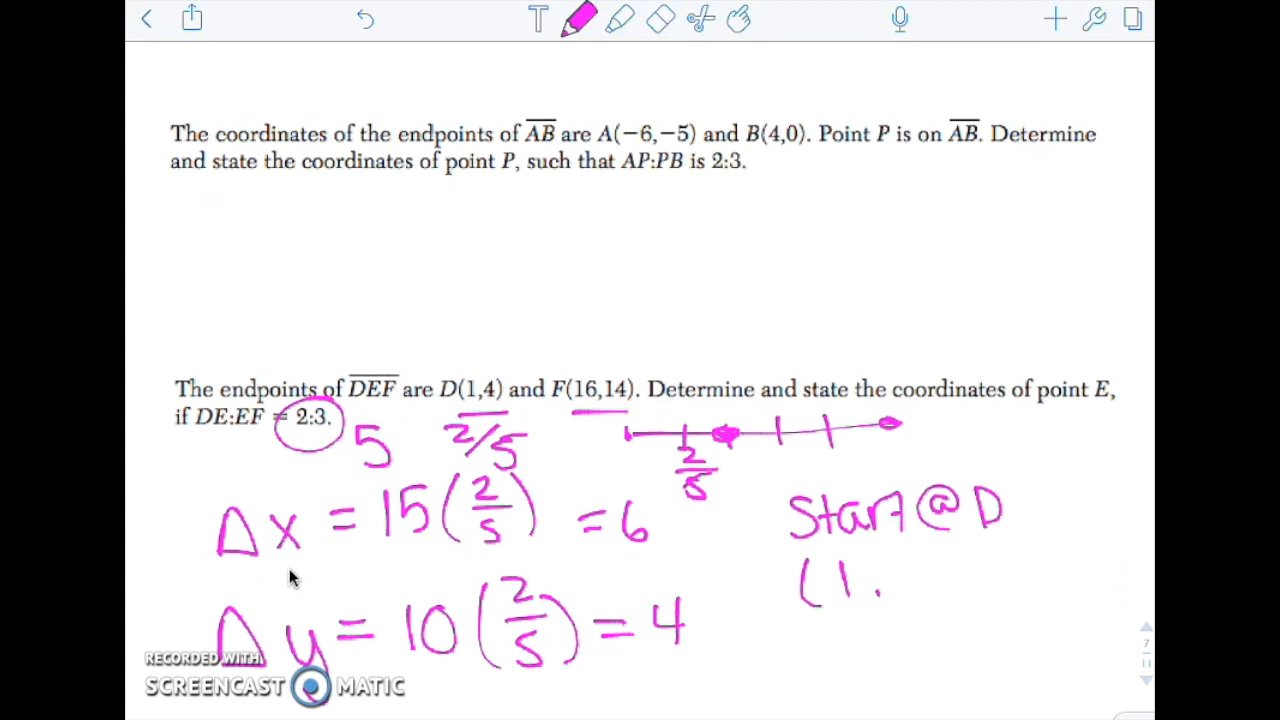 The coordinates of the endpoints of AB are A(−6,−5) and B(4,0). Point P is on AB. Determine
and state the coordinates of point P, such that AP:PB is 2:3.
The endpoints of DEF are D(1,4) and F(16,14). Determine and state the coordinates of point E,
if DE:EF = 2:3.
5 2/5
2/5
Δx = 15(2/5) = 6
Start @ D
(1,
Δy = 10(2/5) = 4
RECORDED WITH
SCREENCAST MATIC
7
11